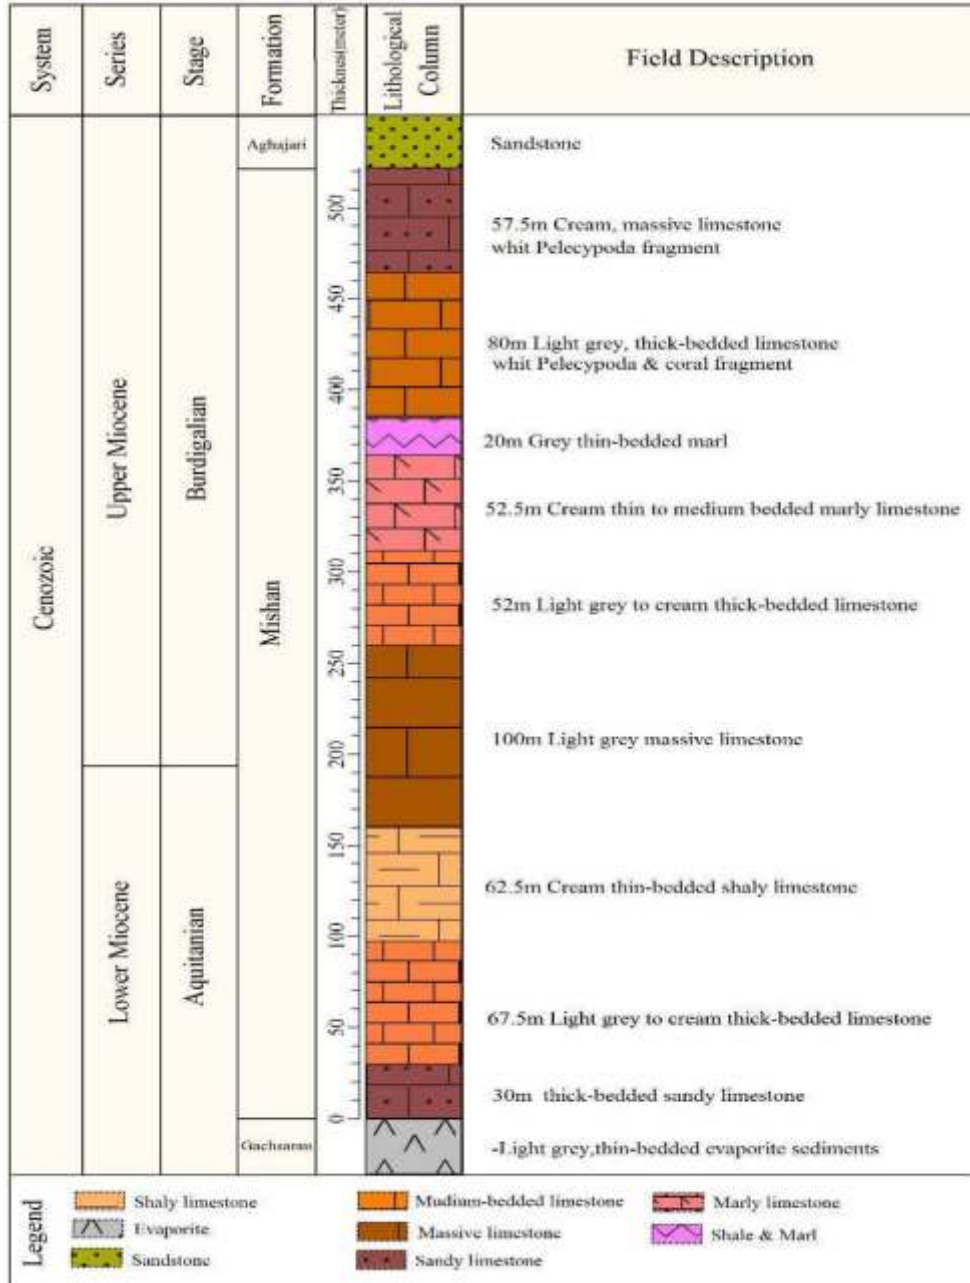 System
Series
Stage
Formation
Thicknes(meter)
Lithological
Column
Field Description
Cenozoic
Upper Miocene
Lower Miocene
Burdigalian
Aquitanian
Aghajari
Mishan
Gachsaran
500
450
400
350
300
250
200
150
100
50
0
Sandstone
57.5m Cream, massive limestone
whit Pelecypoda fragment
80m Light grey, thick-bedded limestone
whit Pelecypoda & coral fragment
20m Grey thin-bedded marl
52.5m Cream thin to medium bedded marly limestone
52m Light grey to cream thick-bedded limestone
100m Light grey massive limestone
62.5m Cream thin-bedded shaly limestone
67.5m Light grey to cream thick-bedded limestone
30m thick-bedded sandy limestone
-Light grey,thin-bedded evaporite sediments
Legend
Shaly limestone
Evaporite
Sandstone
Mudium-bedded limestone
Massive limestone
Sandy limestone
Marly limestone
Shale & Marl